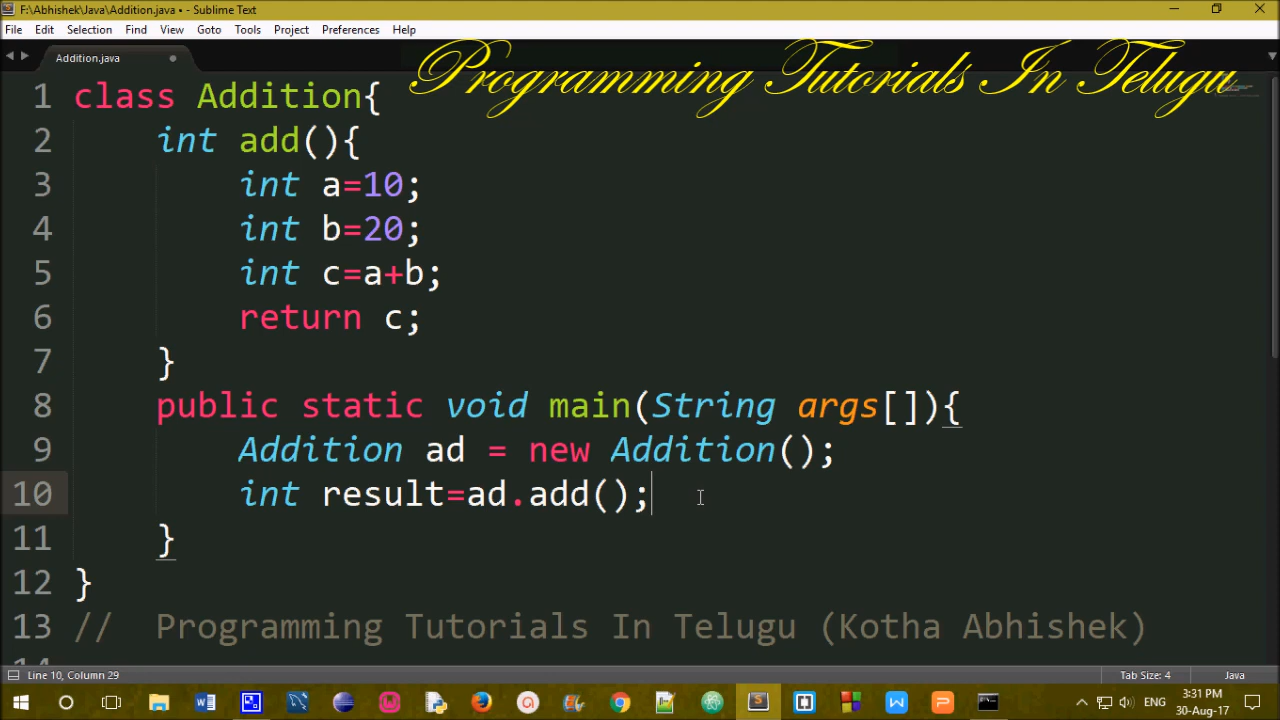 F:\Abhishek\Java\Addition.java • - Sublime Text
File Edit Selection Find View Goto Tools Project Preferences Help
Addition.java
Programming Tutorials In Telugu
1 class Addition{
2 int add(){
3 int a=10;
4 int b=20;
5 int c=a+b;
6 return c;
7 }
8 public static void main(String args[]){
9 Addition ad = new Addition();
10 int result=ad.add();
11 }
12 }
13 // Programming Tutorials In Telugu (Kotha Abhishek)
Line 10, Column 29 Tab Size: 4 Java
ENG 3:31 PM
30-Aug-17